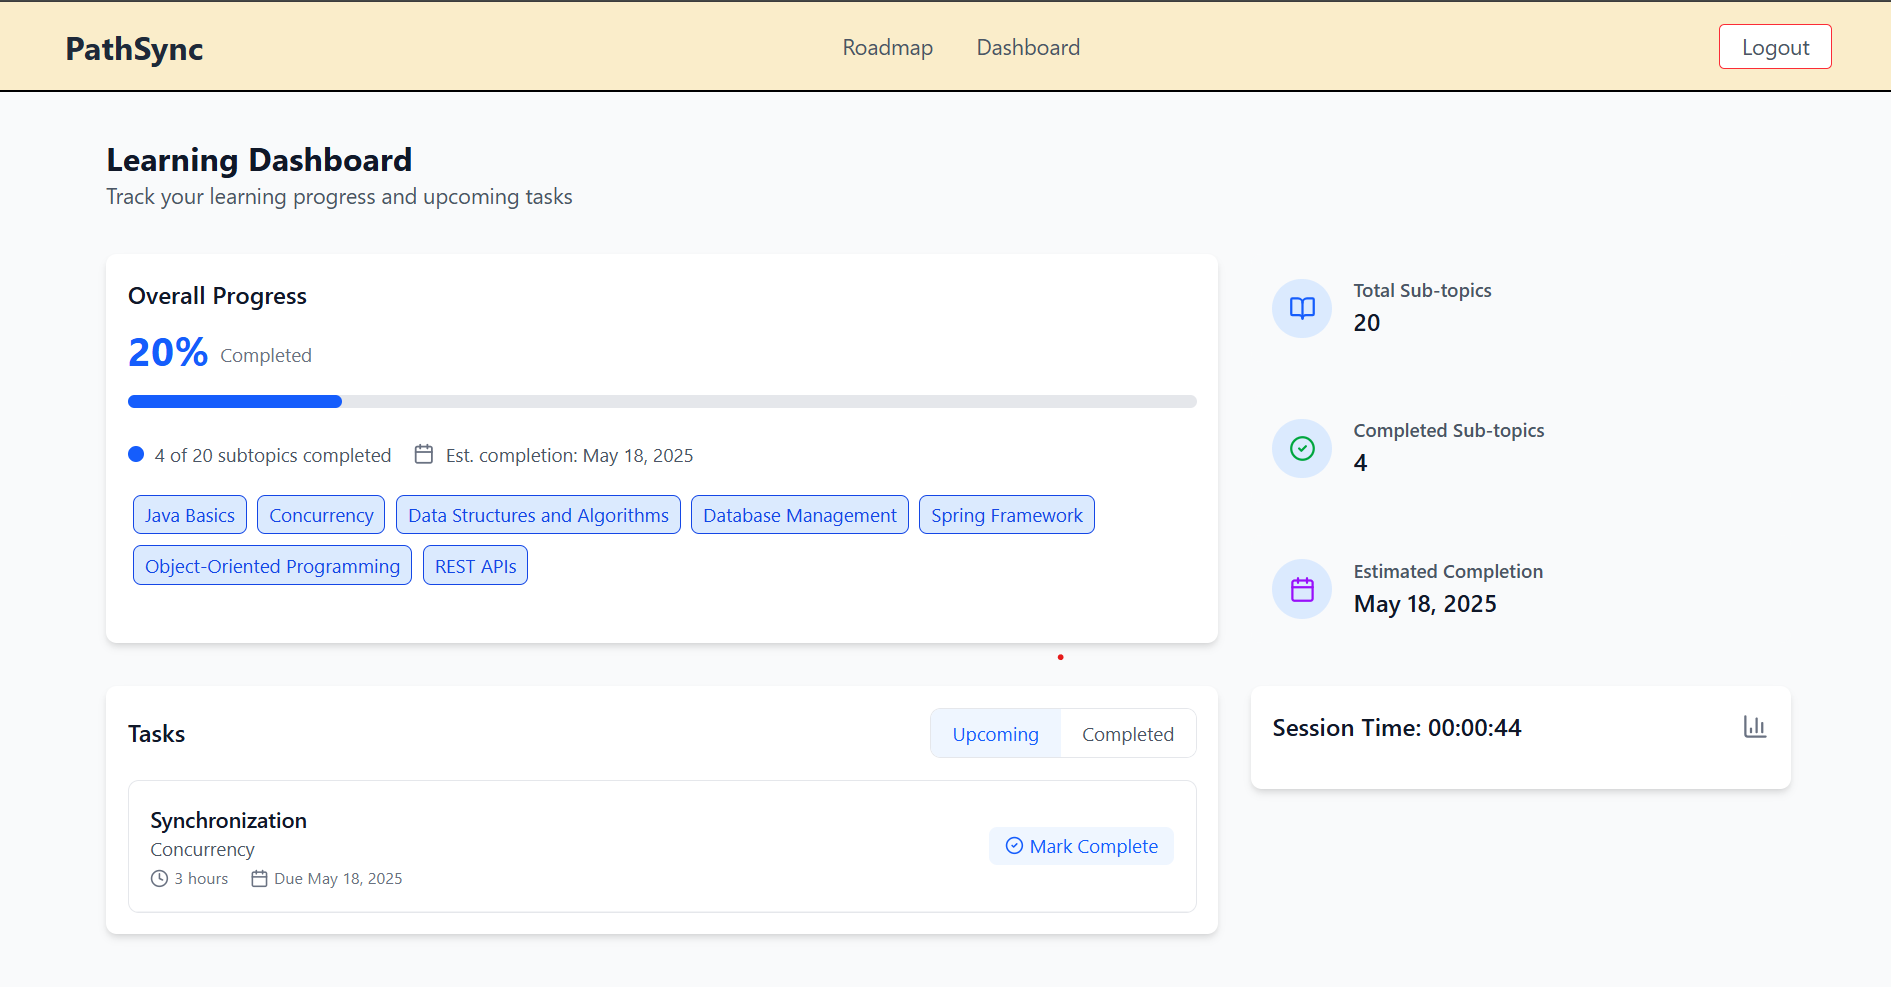 PathSync
Roadmap
Dashboard
Logout
Learning Dashboard
Track your learning progress and upcoming tasks
Overall Progress
20% Completed
4 of 20 subtopics completed
Est. completion: May 18, 2025
Java Basics
Concurrency
Data Structures and Algorithms
Database Management
Spring Framework
Object-Oriented Programming
REST APIs
Total Sub-topics
20
Completed Sub-topics
4
Estimated Completion
May 18, 2025
Tasks
Upcoming
Completed
Synchronization
Concurrency
3 hours
Due May 18, 2025
Mark Complete
Session Time: 00:00:44